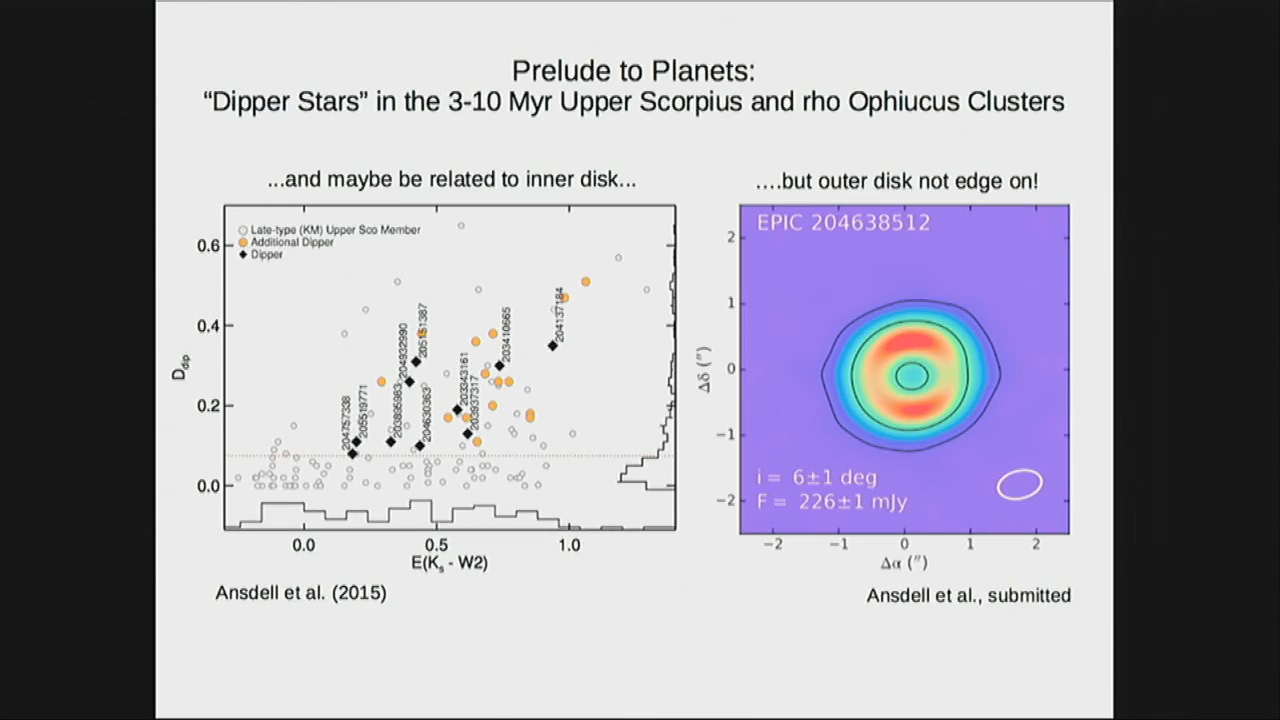 Prelude to Planets:
“Dipper Stars” in the 3-10 Myr Upper Scorpius and rho Ophiucus Clusters
...and maybe be related to inner disk...
Late-type (KM) Upper Sco Member
Additional Dipper
Dipper
0.6
0.4
0.2
0.0
D_dip
204757338
205519771
203895983
204932990
205151387
204630363
203343161
203937317
203410665
204137184
0.0 0.5 1.0
E(K_s - W2)
Ansdell et al. (2015)
....but outer disk not edge on!
EPIC 204638512
2
1
0
−1
−2
Δδ (″)
i = 6±1 deg
F = 226±1 mJy
−2 −1 0 1 2
Δα (″)
Ansdell et al., submitted